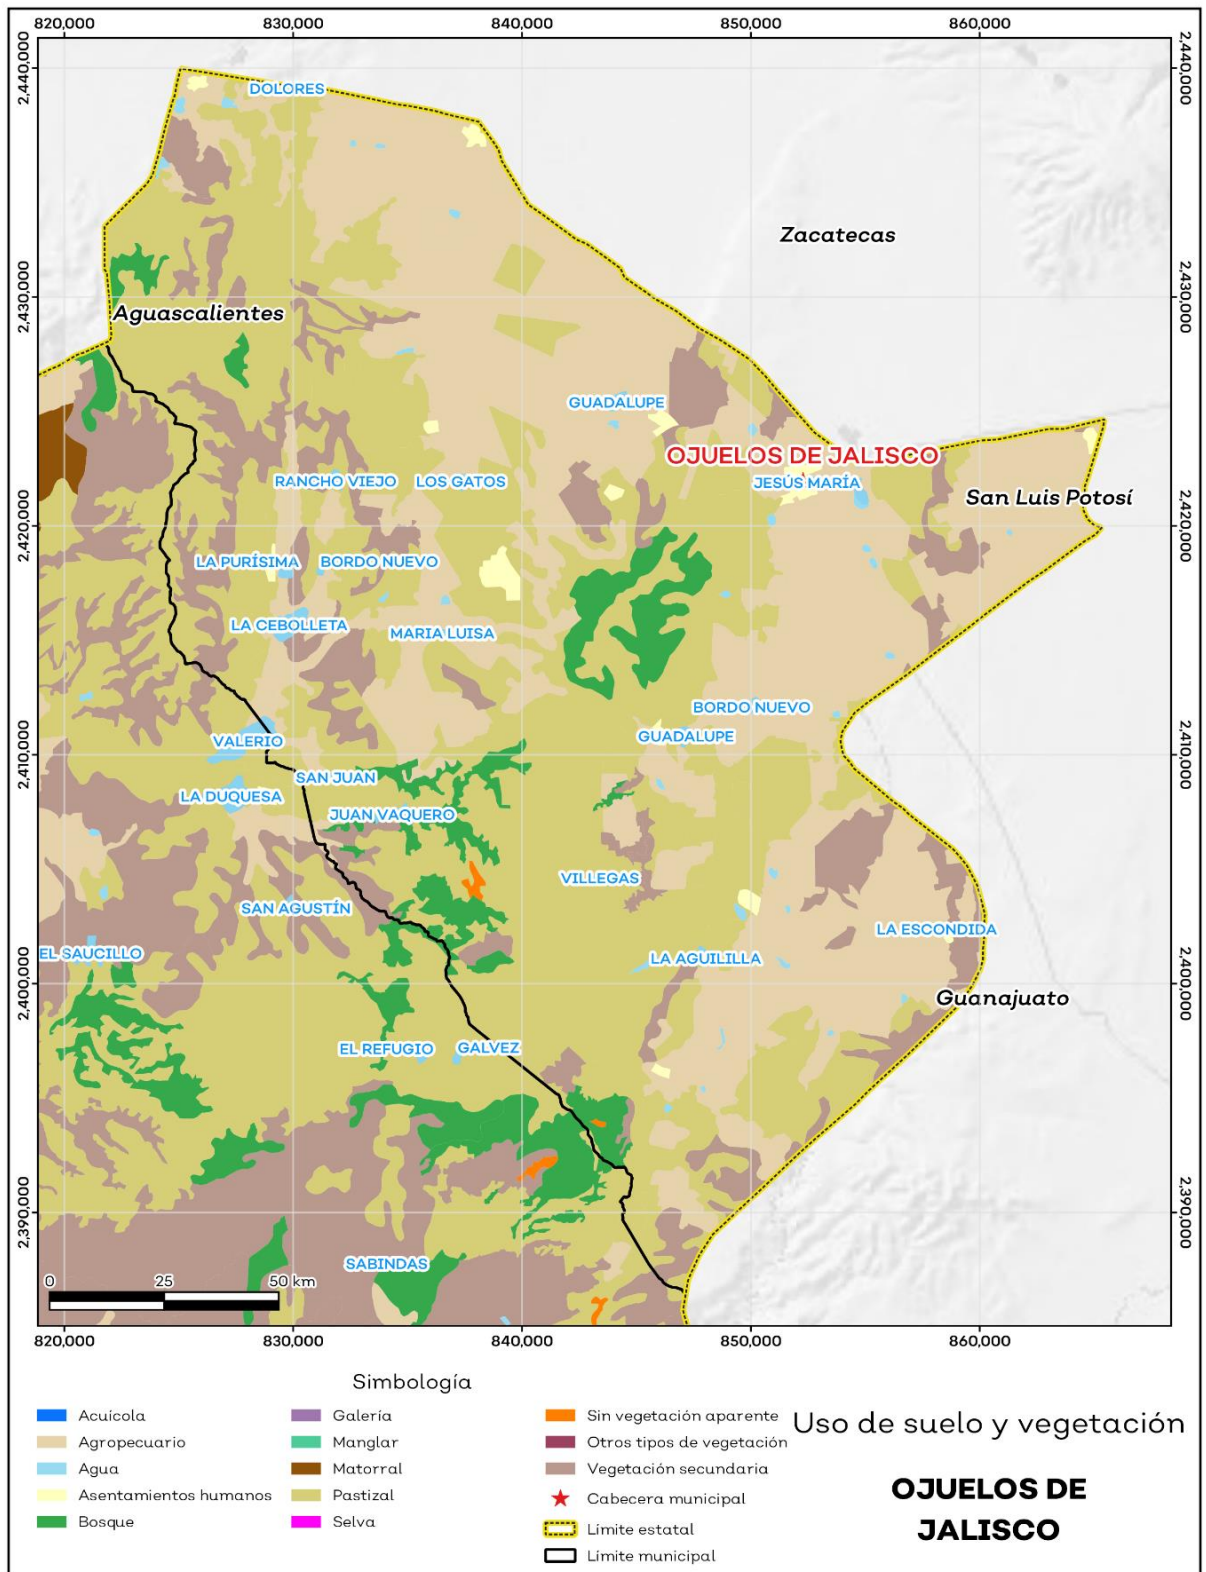 820,000 830,000 840,000 850,000 860,000
2,440,000 2,440,000
DOLORES
Zacatecas
2,430,000 2,430,000
Aguascalientes
GUADALUPE
OJUELOS DE JALISCO
RANCHO VIEJO LOS GATOS JESÚS MARÍA
San Luis Potosí
2,420,000 2,420,000
LA PURÍSIMA BORDO NUEVO
LA CEBOLLETA MARIA LUISA
BORDO NUEVO
VALERIO GUADALUPE
2,410,000 2,410,000
SAN JUAN
LA DUQUESA
JUAN VAQUERO
VILLEGAS
SAN AGUSTÍN
LA ESCONDIDA
EL SAUCILLO LA AGUILILLA
2,400,000 2,400,000
Guanajuato
EL REFUGIO GALVEZ
2,390,000 2,390,000
SABINDAS
0 25 50 km
820,000 830,000 840,000 850,000 860,000
Simbología
Acuícola
Agropecuario
Agua
Asentamientos humanos
Bosque
Galería
Manglar
Matorral
Pastizal
Selva
Sin vegetación aparente
Otros tipos de vegetación
Vegetación secundaria
Cabecera municipal
Límite estatal
Límite municipal
Uso de suelo y vegetación
OJUELOS DE
JALISCO